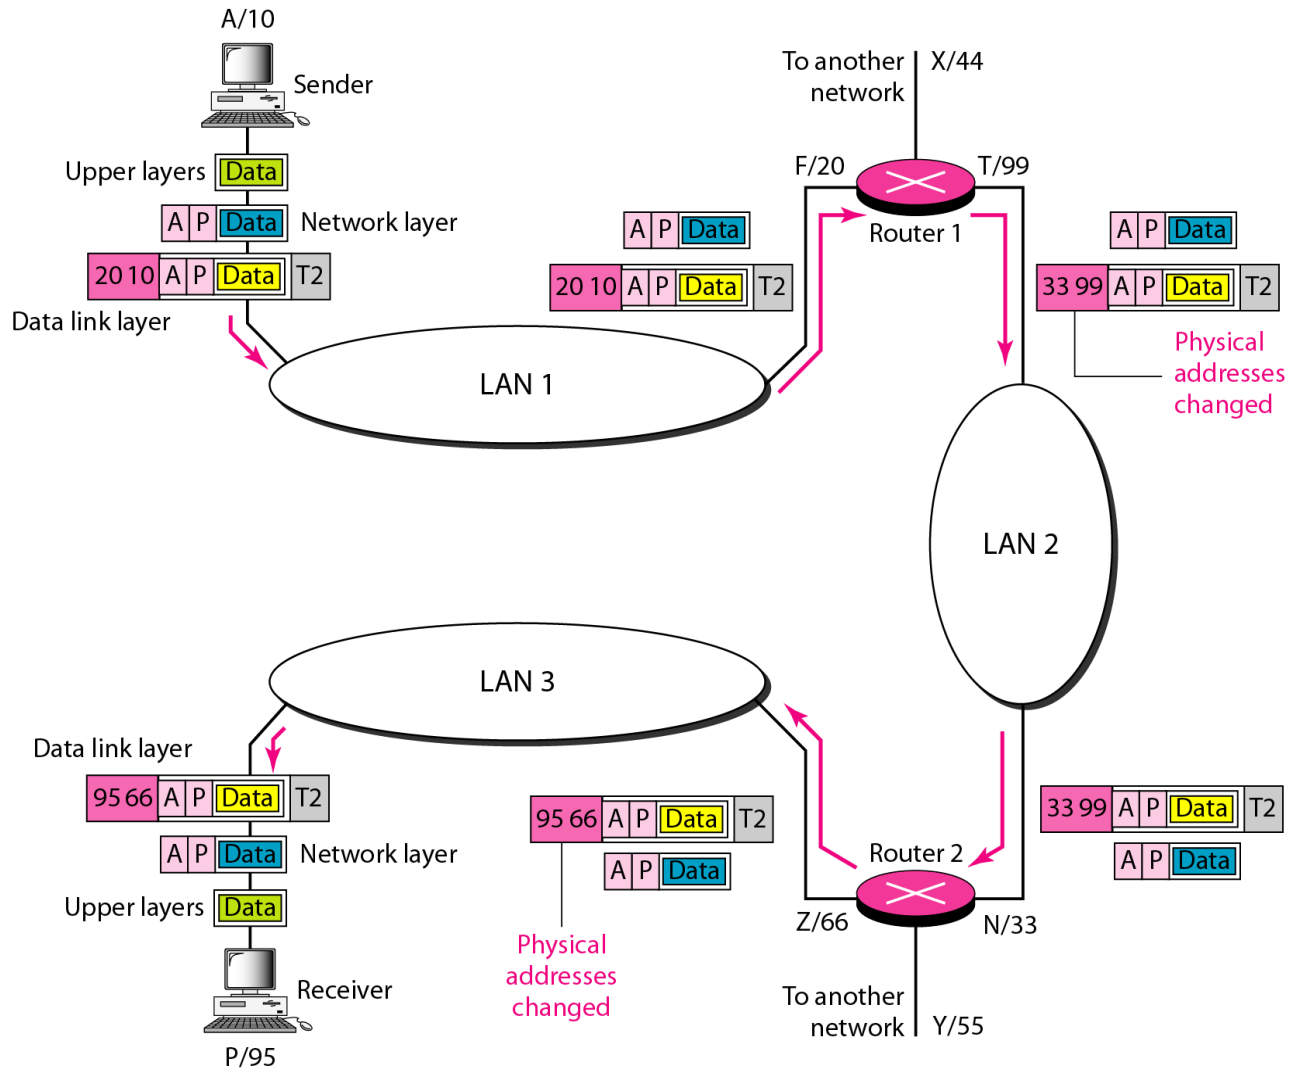 A/10
Sender
Upper layers Data
A P Data Network layer
20 10 A P Data T2
Data link layer
To another
network
X/44
F/20
T/99
Router 1
A P Data
20 10 A P Data T2
A P Data
33 99 A P Data T2
Physical
addresses
changed
LAN 1
LAN 2
LAN 3
Data link layer
95 66 A P Data T2
A P Data Network layer
Upper layers Data
Receiver
P/95
95 66 A P Data T2
A P Data
Physical
addresses
changed
Router 2
Z/66
N/33
33 99 A P Data T2
A P Data
To another
network
Y/55